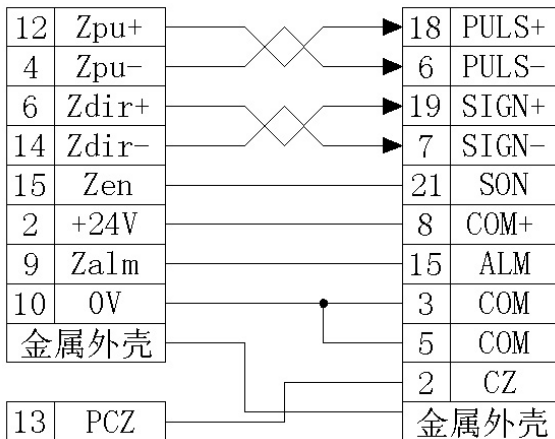 12 Zpu+ 18 PULS+
4 Zpu- 6 PULS-
6 Zdir+ 19 SIGN+
14 Zdir- 7 SIGN-
15 Zen 21 SON
2 +24V 8 COM+
9 Zalm 15 ALM
10 0V 3 COM
金属外壳 5 COM
2 CZ
13 PCZ 金属外壳